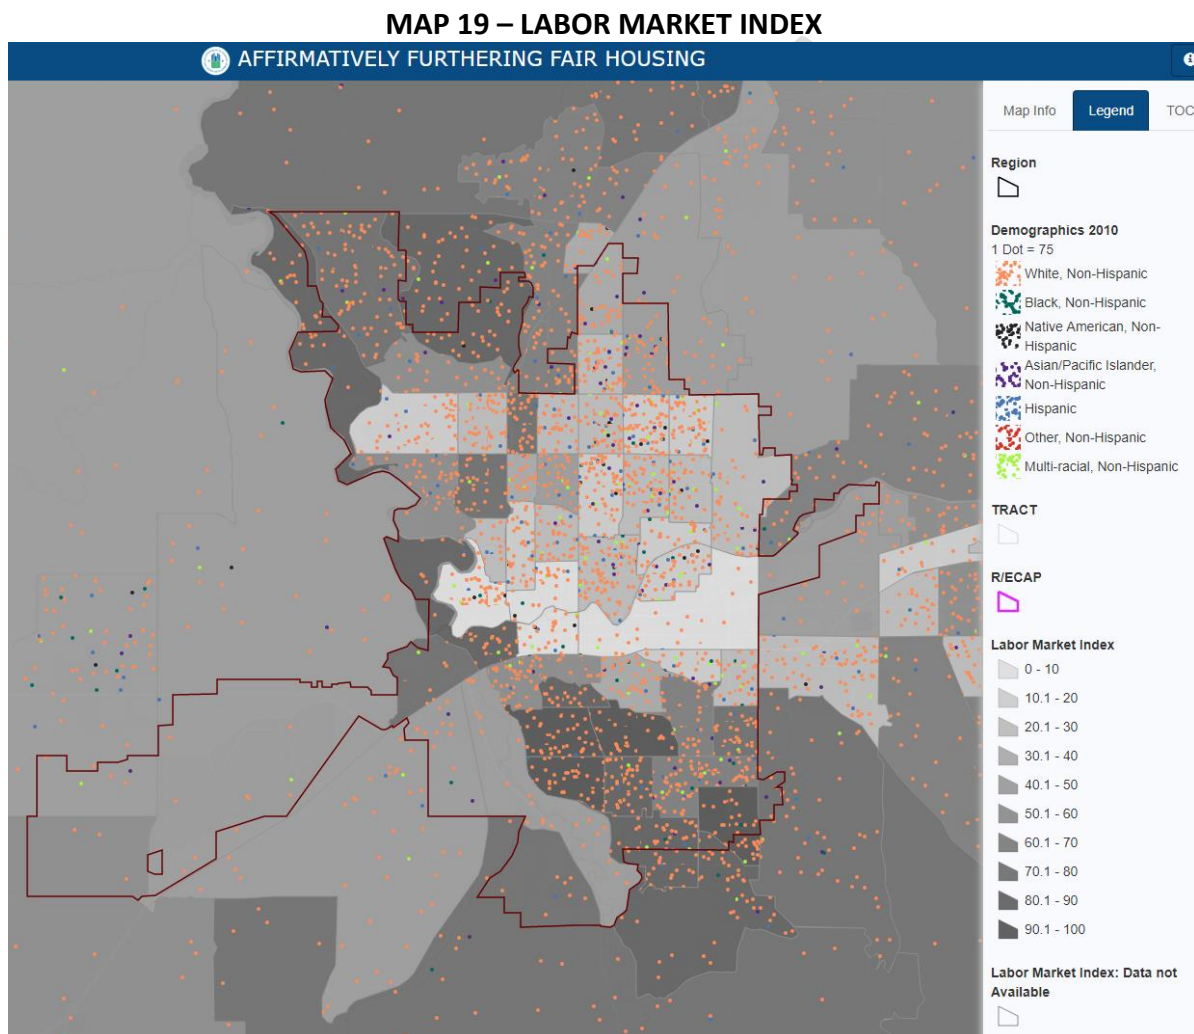 MAP 19 – LABOR MARKET INDEX
AFFIRMATIVELY FURTHERING FAIR HOUSING
Map Info
Legend
TOC
Region
Demographics 2010
1 Dot = 75
White, Non-Hispanic
Black, Non-Hispanic
Native American, Non-
Hispanic
Asian/Pacific Islander,
Non-Hispanic
Hispanic
Other, Non-Hispanic
Multi-racial, Non-Hispanic
TRACT
R/ECAP
Labor Market Index
0 - 10
10.1 - 20
20.1 - 30
30.1 - 40
40.1 - 50
50.1 - 60
60.1 - 70
70.1 - 80
80.1 - 90
90.1 - 100
Labor Market Index: Data not
Available